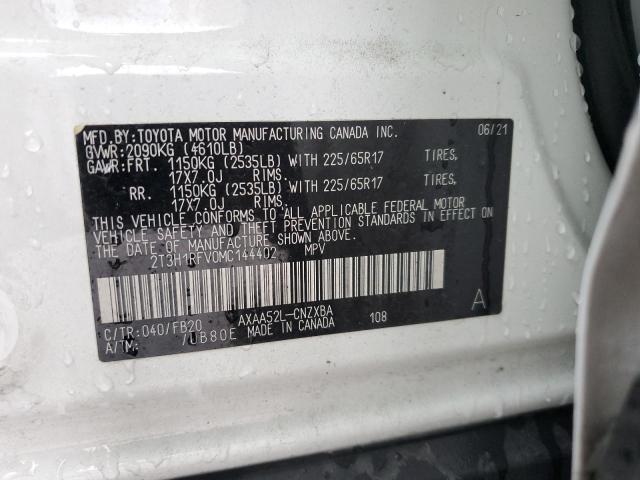 MFD.BY:TOYOTA MOTOR MANUFACTURING CANADA INC. 06/21
GVWR:2090KG (4610LB)
GAWR:FRT. 1150KG (2535LB) WITH 225/65R17 TIRES,
17X7.0J RIMS.
RR. 1150KG (2535LB) WITH 225/65R17 TIRES,
17X7.0J RIMS.
THIS VEHICLE CONFORMS TO ALL APPLICABLE FEDERAL MOTOR
VEHICLE SAFETY AND THEFT PREVENTION STANDARDS IN EFFECT ON
THE DATE OF MANUFACTURE SHOWN ABOVE.
2T3H1RFV0MC144402 MPV
A
C/TR:040/FB20 AXAA52L-CNZXBA 108
A/TM: /UB80E MADE IN CANADA